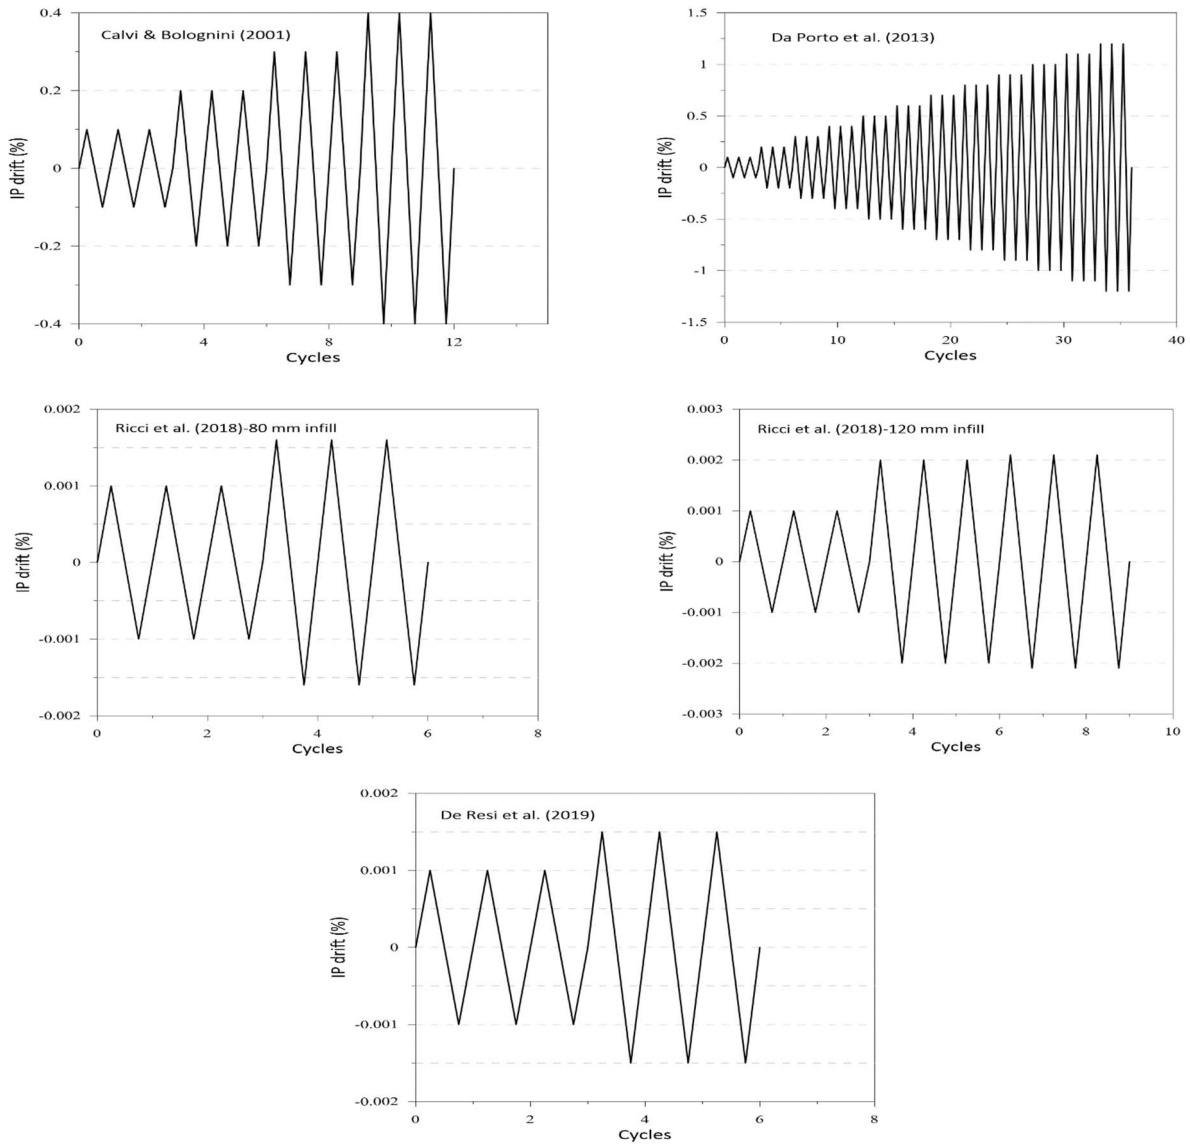 Calvi & Bolognini (2001)
IP drift (%)
0.4
0.2
0
-0.2
-0.4
0 4 8 12
Cycles
Da Porto et al. (2013)
IP drift (%)
1.5
1
0.5
0
-0.5
-1
-1.5
0 10 20 30 40
Cycles
Ricci et al. (2018)-80 mm infill
IP drift (%)
0.002
0.001
0
-0.001
-0.002
0 2 4 6 8
Cycles
Ricci et al. (2018)-120 mm infill
IP drift (%)
0.003
0.002
0.001
0
-0.001
-0.002
-0.003
0 2 4 6 8 10
Cycles
De Resi et al. (2019)
IP drift (%)
0.002
0.001
0
-0.001
-0.002
0 2 4 6 8
Cycles